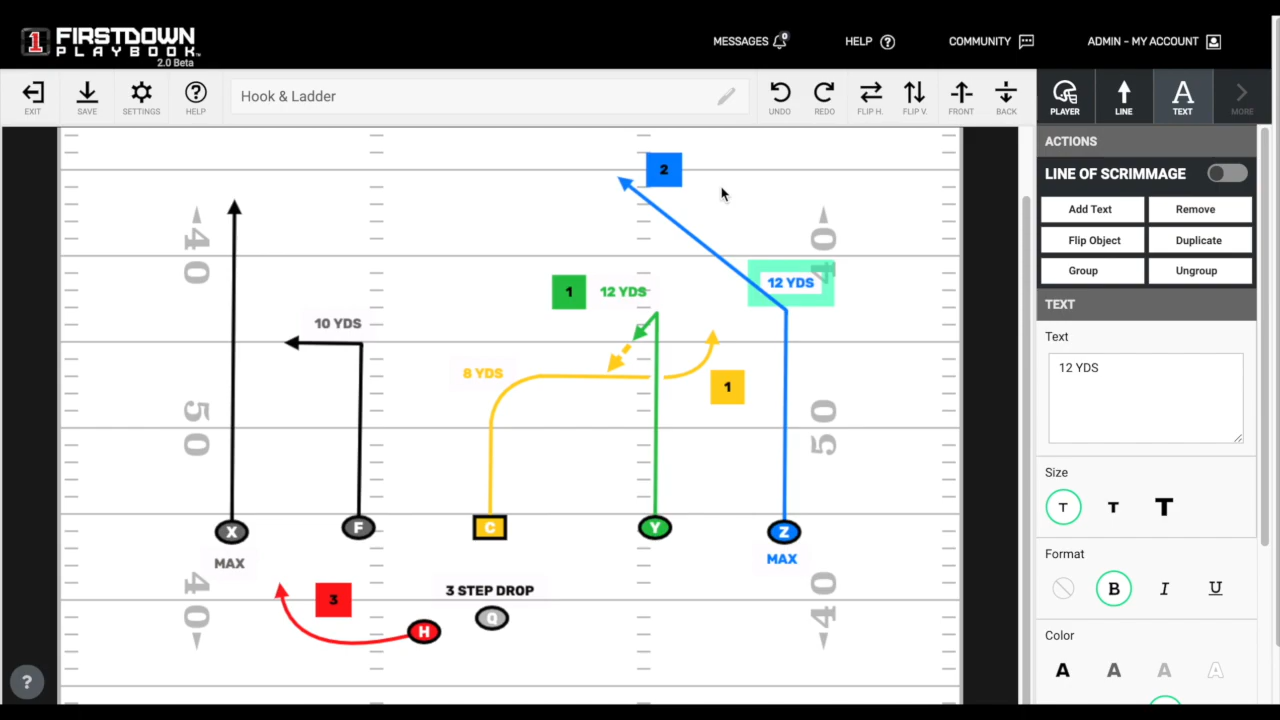 1 FIRSTDOWN
PLAYBOOK
2.0 Beta
MESSAGES 0
HELP ?
COMMUNITY
ADMIN - MY ACCOUNT
EXIT
SAVE
SETTINGS
HELP
Hook & Ladder
UNDO
REDO
FLIP H.
FLIP V.
FRONT
BACK
PLAYER
LINE
TEXT
MORE
ACTIONS
LINE OF SCRIMMAGE
Add Text
Remove
Flip Object
Duplicate
Group
Ungroup
TEXT
Text
12 YDS
Size
T
T
T
Format
B
I
U
Color
A
A
A
A
2
40
40
12 YDS
1
12 YDS
10 YDS
8 YDS
1
50
50
X
F
C
Y
Z
MAX
MAX
40
40
3
3 STEP DROP
H
Q
?